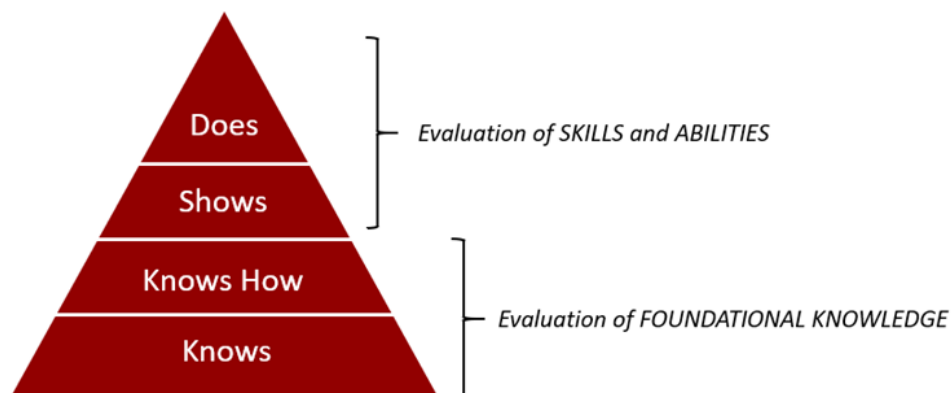 Does
Evaluation of SKILLS and ABILITIES
Shows
Knows How
Evaluation of FOUNDATIONAL KNOWLEDGE
Knows